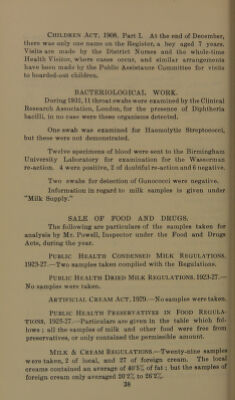 CHILDREN ACT, 1908, Part I. At the end of December,
there was only one name on the Register, a boy aged 7 years.
Visits are made by the District Nurses and the whole-time
Health Visitor, where cases occur, and similar arrangements
have been made by the Public Assistance Committee for visits
to boarded-out children.
BACTERIOLOGICAL WORK.
During 1931, 11 throat swabs were examined by the Clinical
Research Association, London, for the presence of Diphtheria
bacilli, in no case were these organisms detected.
One swab was examined for Haemolytic Streptococci,
but these were not demonstrated.
Twelve specimens of blood were sent to the Birmingham
University Laboratory for examination for the Wasserman
re-action. 4 were positive, 2 of doubtful re-action and 6 negative.
Two swabs for detection of Gonococci were negative.
Information in regard to milk samples is given under
"Milk Supply."
SALE OF FOOD AND DRUGS.
The following are particulars of the samples taken for
analysis by Mr. Powell, Inspector under the Food and Drugs
Acts, during the year.
PUBLIC HEALTH CONDENSED MILK REGULATIONS,
1923-27.—Two samples taken complied with the Regulations.
PUBLIC HEALTH DRIED MILK REGULATIONS, 1923-27.—
No samples were taken.
ARTIFICIAL CREAM ACT, 1929.—No samples were taken.
PUBLIC HEALTH PRESERVATIVES IN FOOD REGULA-
TIONS, 1925-27.—Particulars are given in the table which fol-
lows; all the samples of milk and other food were free from
preservatives, or only contained the permissible amount.
MILK & CREAM REGULATIONS.—Twenty-nine samples
were taken, 2 of local, and 27 of foreign cream. The local
creams contained an average of 40'3% of fat; but the samples of
foreign cream only averaged 20'2% to 26'2%.
28